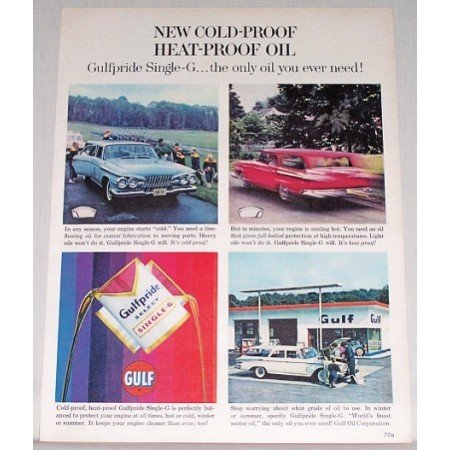 NEW COLD-PROOF
HEAT-PROOF OIL
Gulfpride Single-G...the only oil you ever need!
In any season, your engine starts "cold." You need a free-
flowing oil for instant lubrication to moving parts. Heavy
oils won't do it. Gulfpride Single-G will. It's cold-proof!
But in minutes, your engine is sizzling hot. You need an oil
that gives full-bodied protection at high temperatures. Light
oils won't do it. Gulfpride Single-G will. It's heat-proof!
Gulfpride
SELECT
SINGLE-G
GULF
Gulf
Gulf
Cold-proof, heat-proof Gulfpride Single-G is perfectly bal-
anced to protect your engine at all times, hot or cold, winter
or summer. It keeps your engine cleaner than ever, too!
Stop worrying about what grade of oil to use. In winter
or summer, specify Gulfpride Single-G. "World's finest
motor oil," the only oil you ever need! Gulf Oil Corporation.
70a